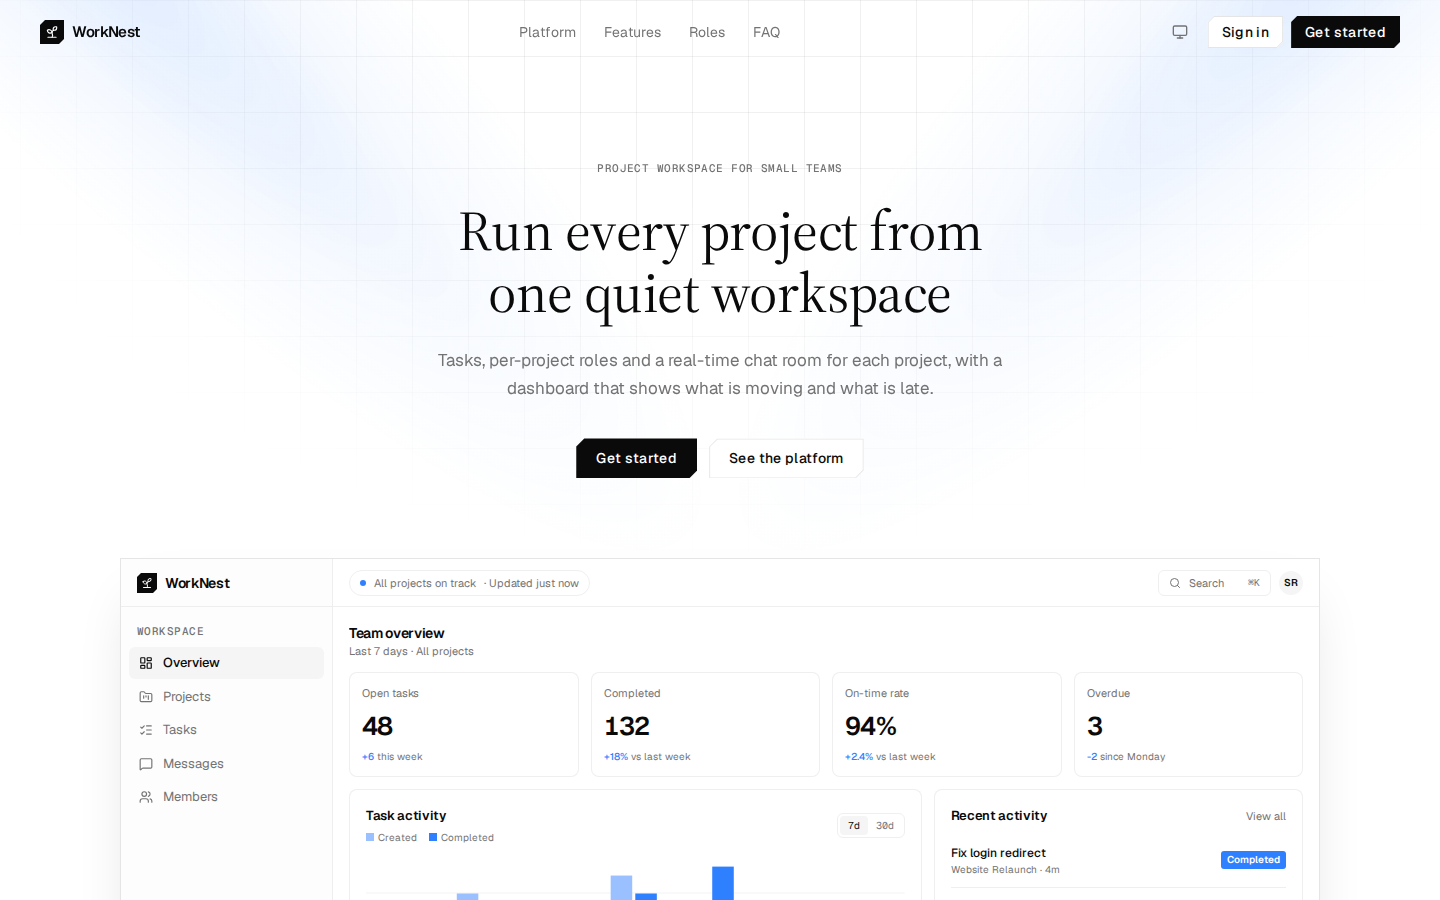 WorkNest
Platform
Features
Roles
FAQ
Sign in
Get started
PROJECT WORKSPACE FOR SMALL TEAMS
Run every project from
one quiet workspace
Tasks, per-project roles and a real-time chat room for each project, with a
dashboard that shows what is moving and what is late.
Get started
See the platform
WorkNest
All projects on track · Updated just now
Search ⌘K
SR
WORKSPACE
Overview
Projects
Tasks
Messages
Members
Team overview
Last 7 days · All projects
Open tasks
48
+6 this week
Completed
132
+18% vs last week
On-time rate
94%
+2.4% vs last week
Overdue
3
-2 since Monday
Task activity
Created
Completed
7d
30d
Recent activity
View all
Fix login redirect
Website Relaunch · 4m
Completed